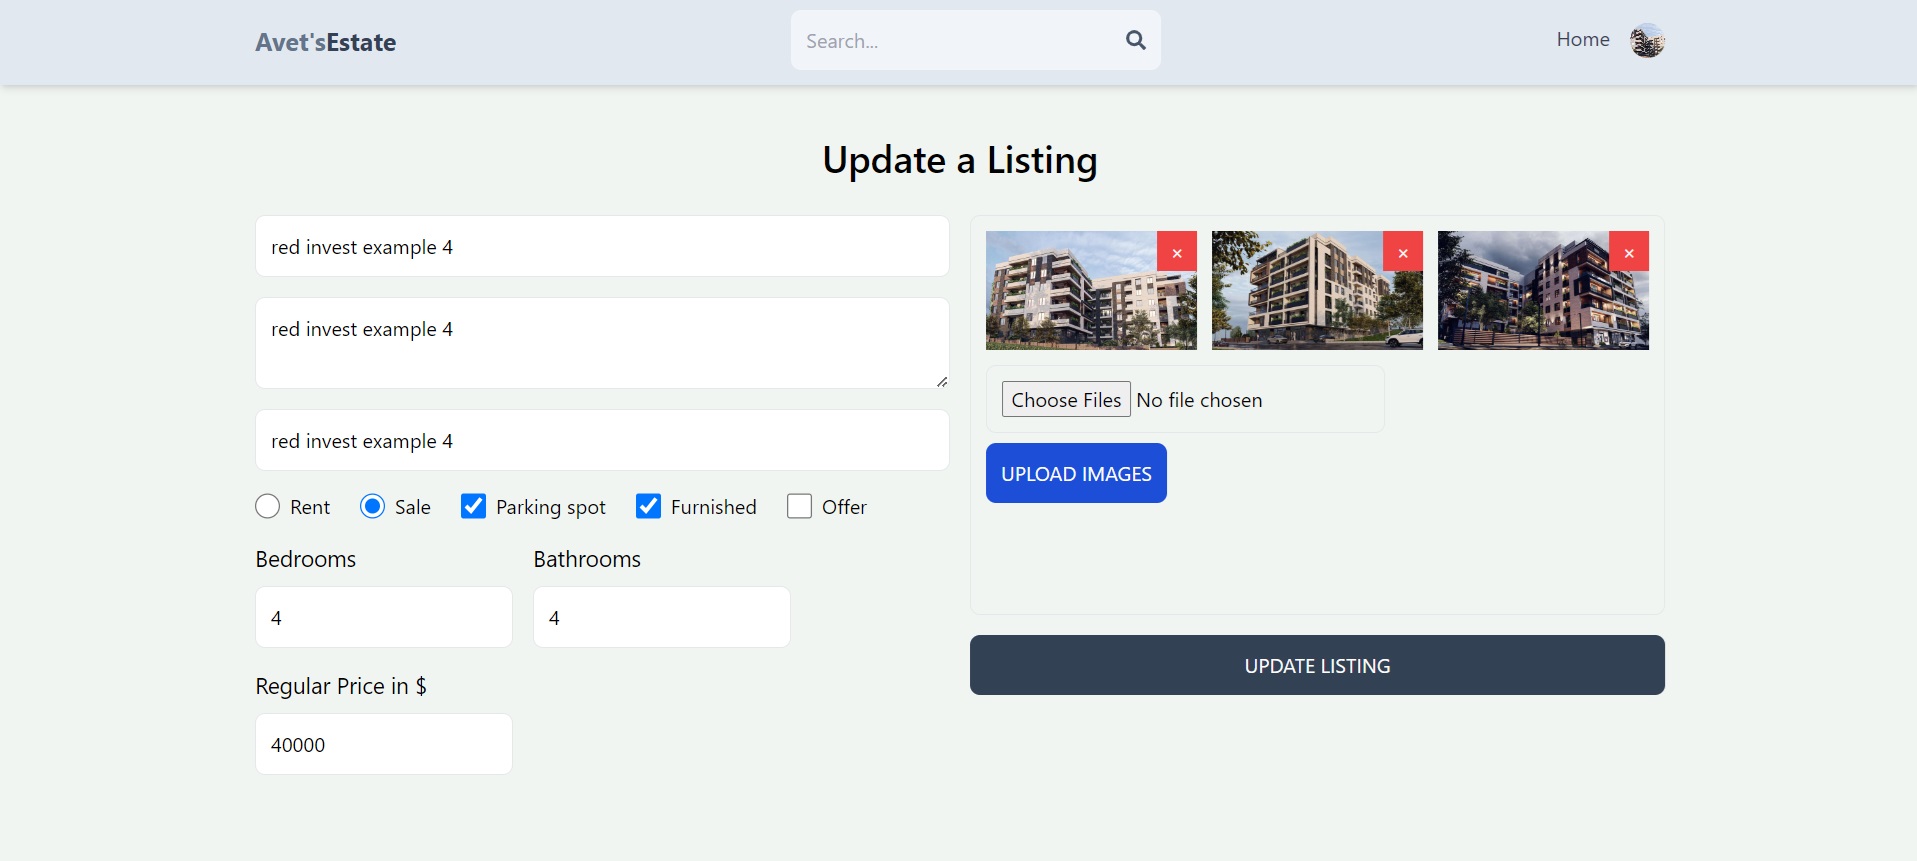 Avet'sEstate
Search...
Home
Update a Listing
red invest example 4
red invest example 4
red invest example 4
Rent Sale Parking spot Furnished Offer
Bedrooms Bathrooms
4 4
Regular Price in $
40000
× × ×
Choose Files No file chosen
UPLOAD IMAGES
UPDATE LISTING